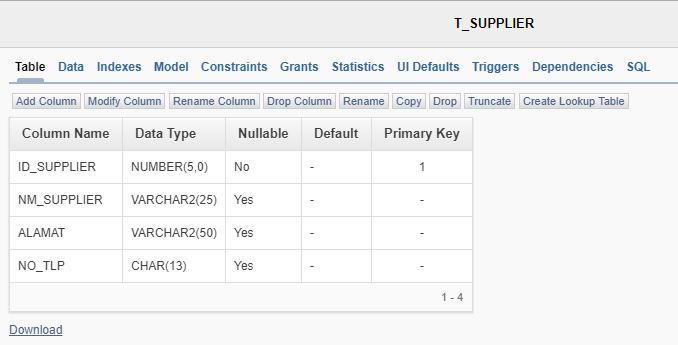 T_SUPPLIER
Table Data Indexes Model Constraints Grants Statistics UI Defaults Triggers Dependencies SQL
Add Column Modify Column Rename Column Drop Column Rename Copy Drop Truncate Create Lookup Table
Column Name Data Type Nullable Default Primary Key
ID_SUPPLIER NUMBER(5,0) No - 1
NM_SUPPLIER VARCHAR2(25) Yes - -
ALAMAT VARCHAR2(50) Yes - -
NO_TLP CHAR(13) Yes - -
1 - 4
Download